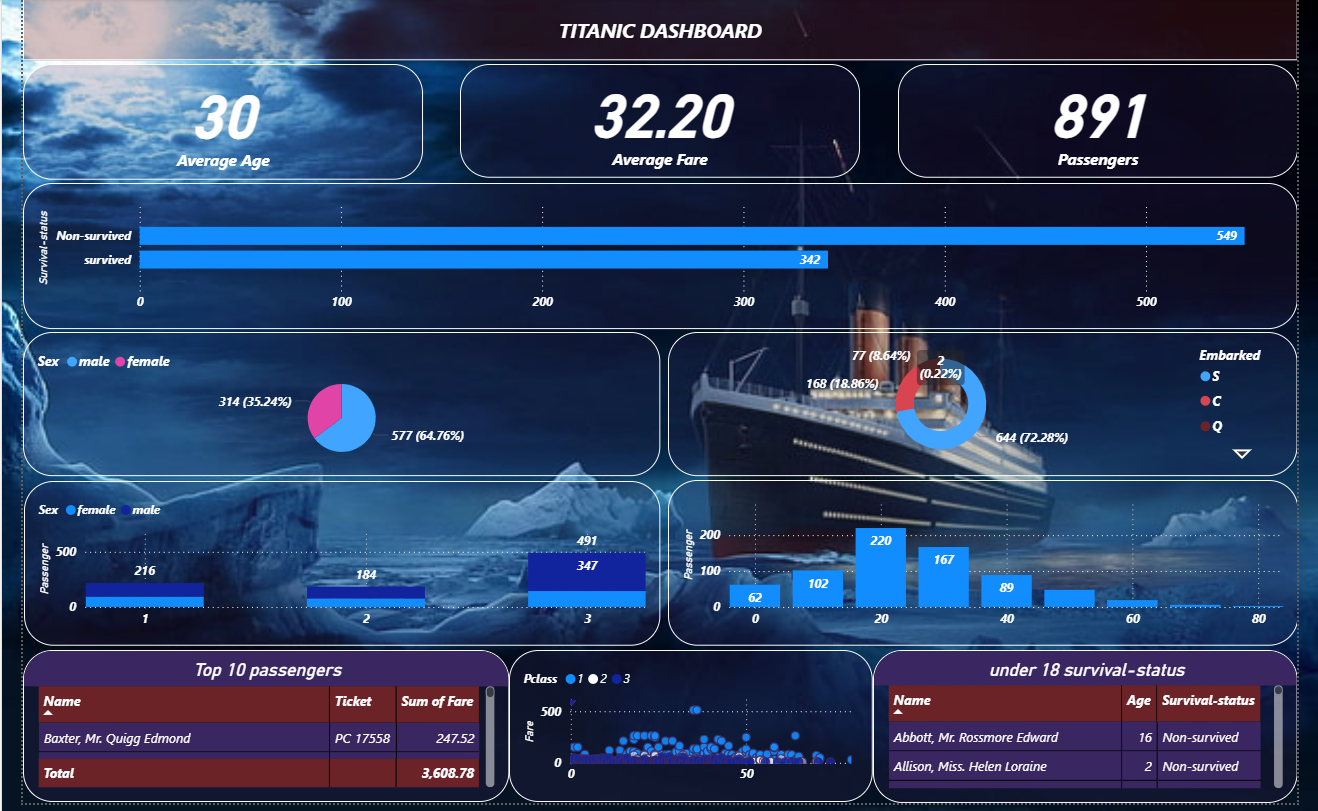 TITANIC DASHBOARD
30
Average Age
32.20
Average Fare
891
Passengers
Survival-status
Non-survived
survived
549
342
0 100 200 300 400 500
Sex male female
314 (35.24%)
577 (64.76%)
77 (8.64%)
2
(0.22%)
168 (18.86%)
644 (72.28%)
Embarked
S
C
Q
Sex female male
Passenger
500
0
216
184
491
347
1 2 3
Passenger
200
100
0
62
102
220
167
89
0 20 40 60 80
Top 10 passengers
Name Ticket Sum of Fare
Baxter, Mr. Quigg Edmond PC 17558 247.52
Total 3,608.78
Pclass 1 2 3
Fare
500
0
0 50
under 18 survival-status
Name Age Survival-status
Abbott, Mr. Rossmore Edward 16 Non-survived
Allison, Miss. Helen Loraine 2 Non-survived